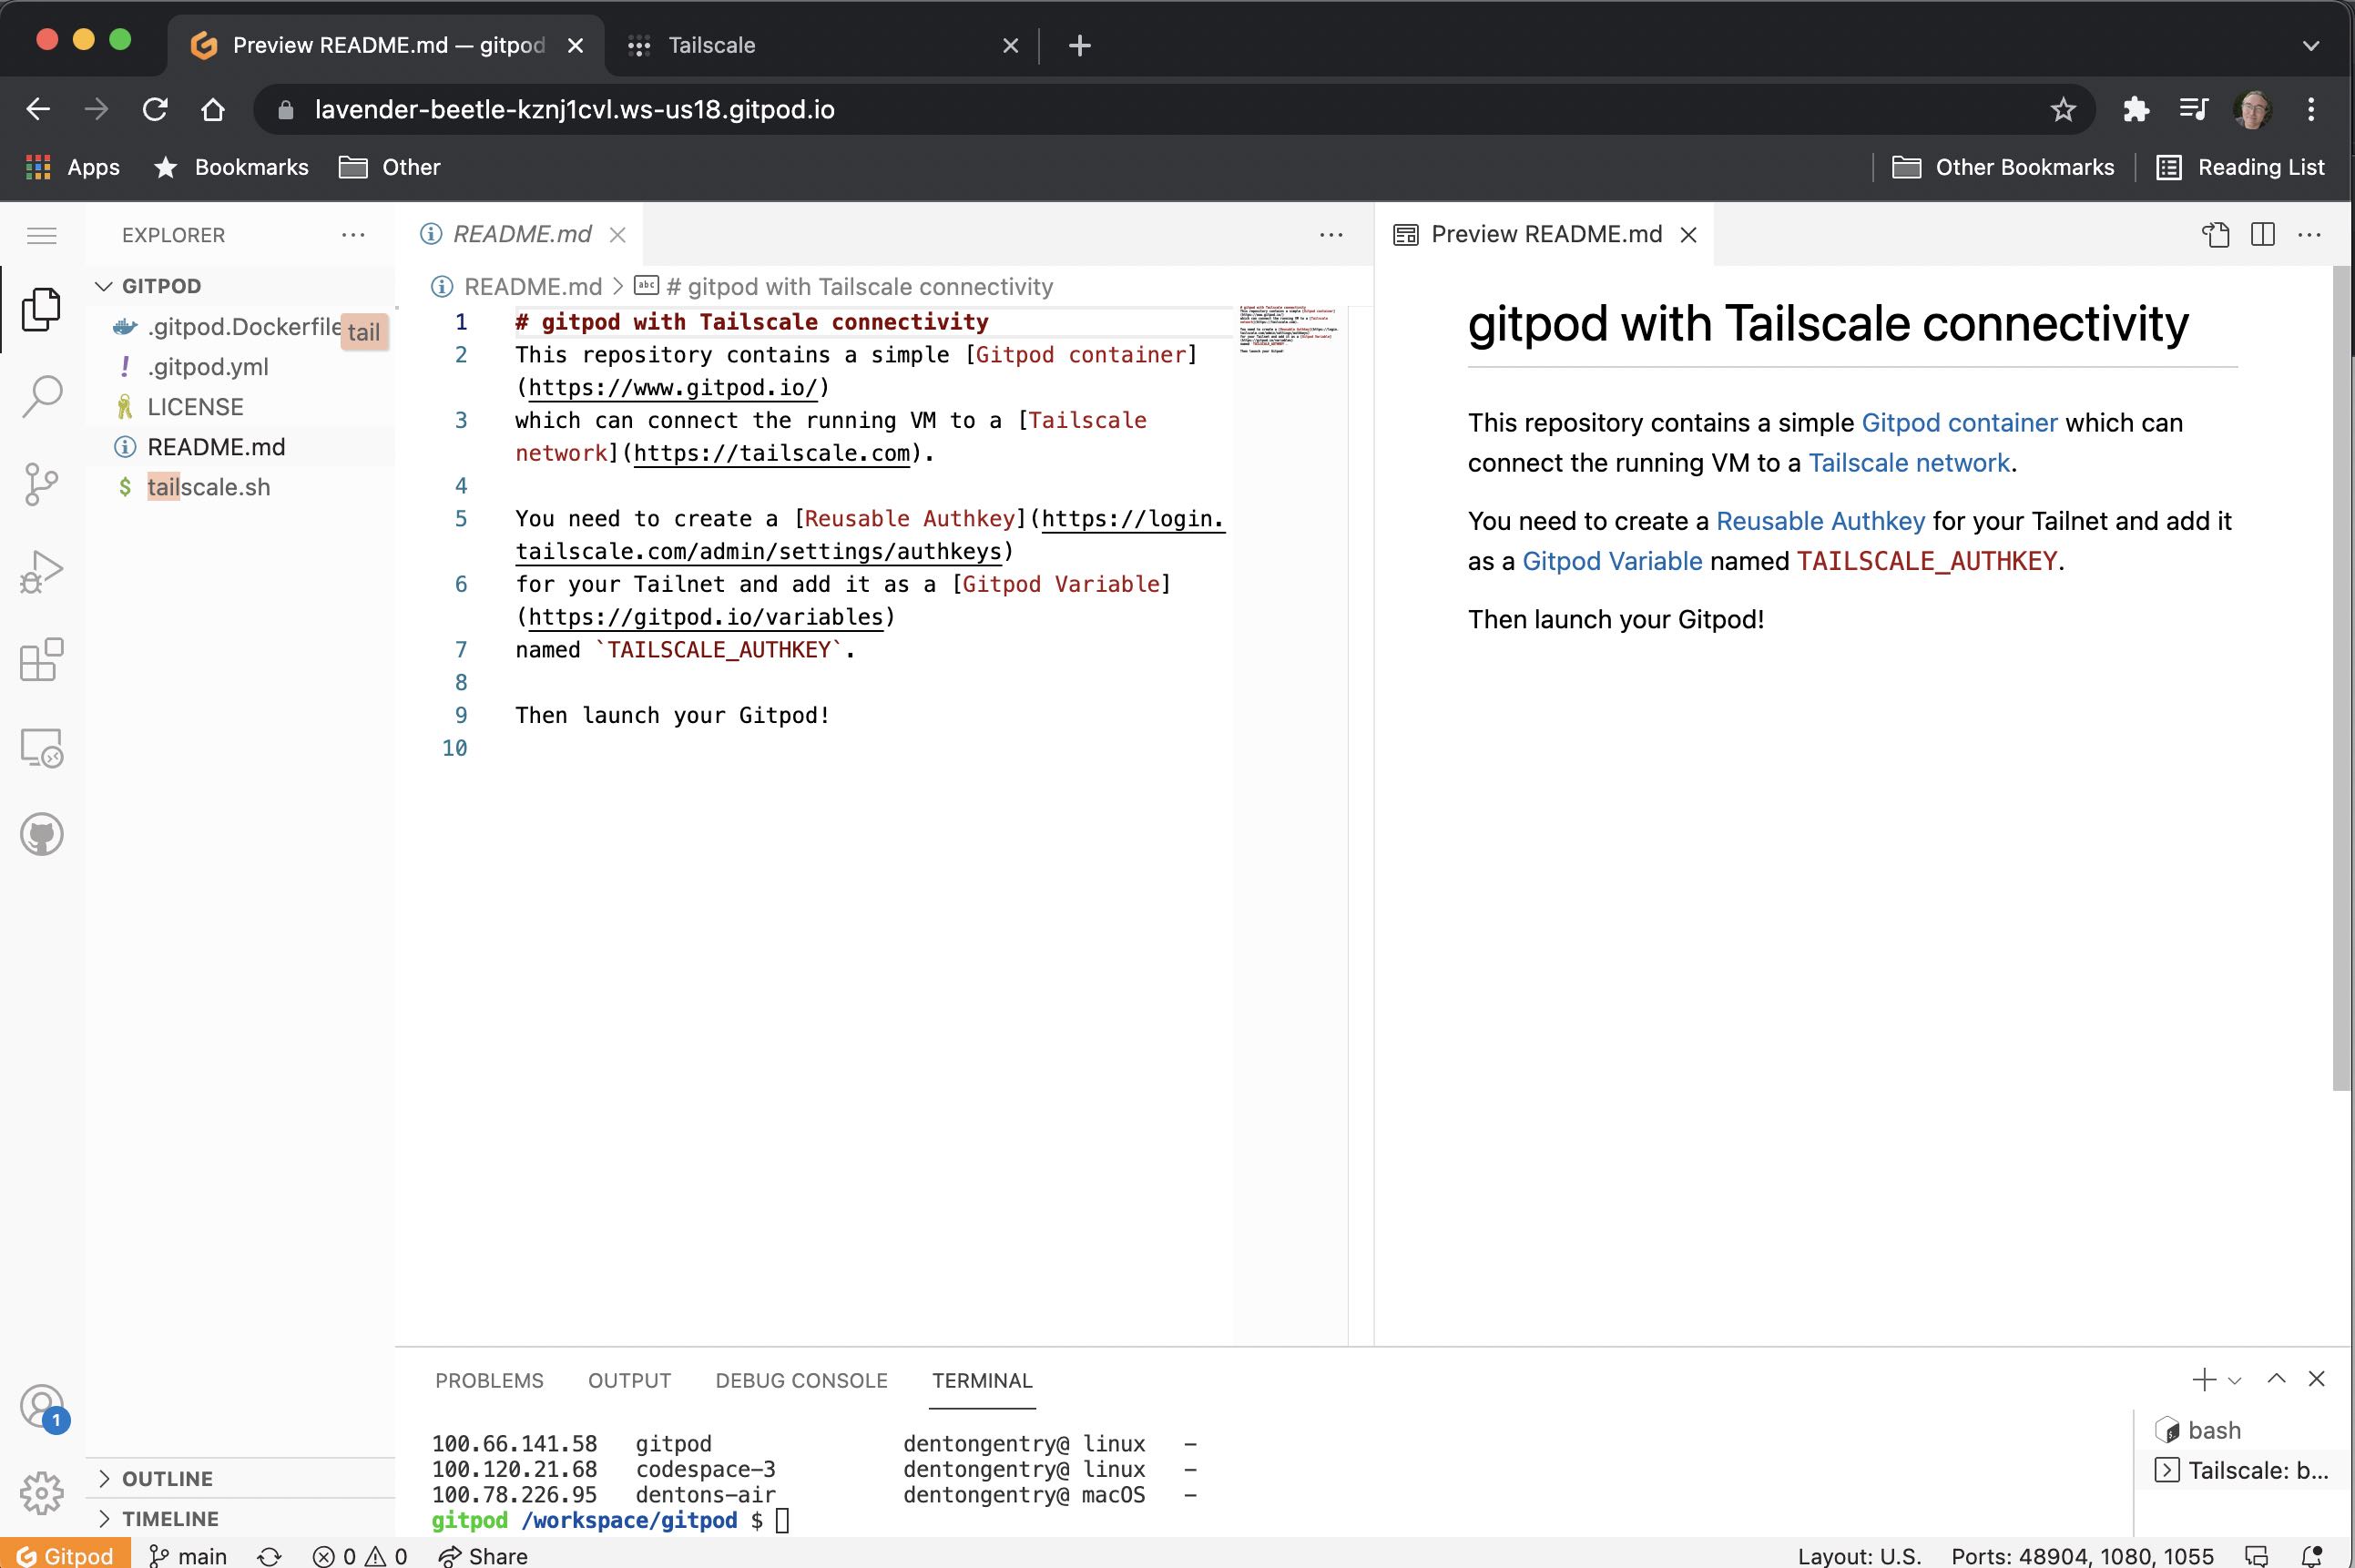 Preview README.md — gitpod
Tailscale
lavender-beetle-kznj1cvl.ws-us18.gitpod.io
Apps
Bookmarks
Other
Other Bookmarks
Reading List
EXPLORER
README.md
Preview README.md
GITPOD
.gitpod.Dockerfile
tail
.gitpod.yml
LICENSE
README.md
tailscale.sh
README.md > # gitpod with Tailscale connectivity
1 # gitpod with Tailscale connectivity
2 This repository contains a simple [Gitpod container]
(https://www.gitpod.io/)
3 which can connect the running VM to a [Tailscale
network](https://tailscale.com).
4
5 You need to create a [Reusable Authkey](https://login.
tailscale.com/admin/settings/authkeys)
6 for your Tailnet and add it as a [Gitpod Variable]
(https://gitpod.io/variables)
7 named `TAILSCALE_AUTHKEY`.
8
9 Then launch your Gitpod!
10
gitpod with Tailscale connectivity
This repository contains a simple Gitpod container which can
connect the running VM to a Tailscale network.
You need to create a Reusable Authkey for your Tailnet and add it
as a Gitpod Variable named TAILSCALE_AUTHKEY.
Then launch your Gitpod!
1
OUTLINE
TIMELINE
PROBLEMS OUTPUT DEBUG CONSOLE TERMINAL
100.66.141.58 gitpod dentongentry@ linux -
100.120.21.68 codespace-3 dentongentry@ linux -
100.78.226.95 dentons-air dentongentry@ macOS -
gitpod /workspace/gitpod $
bash
Tailscale: b...
Gitpod main 0 0 Share
Layout: U.S. Ports: 48904, 1080, 1055